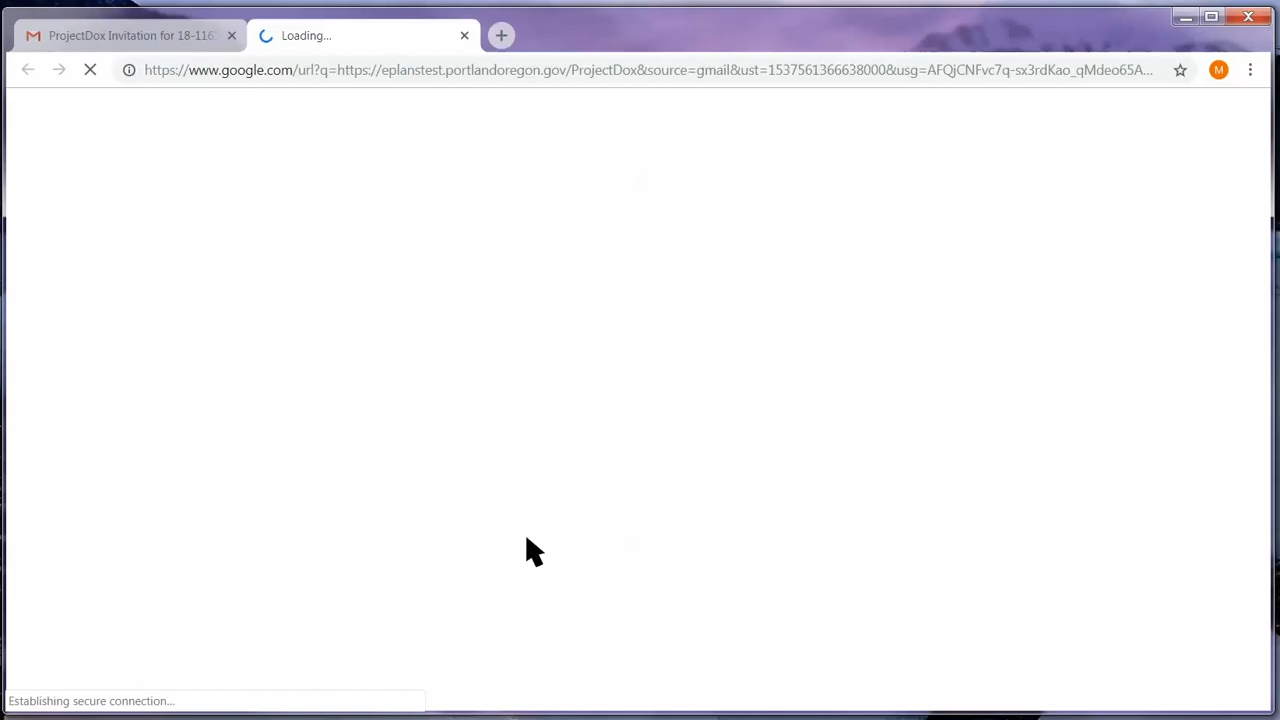 ProjectDox Invitation for 18-116
Loading...
https://www.google.com/url?q=https://eplanstest.portlandoregon.gov/ProjectDox&source=gmail&ust=1537561366638000&usg=AFQjCNFvc7q-sx3rdKao_qMdeo65A...
M
Establishing secure connection...